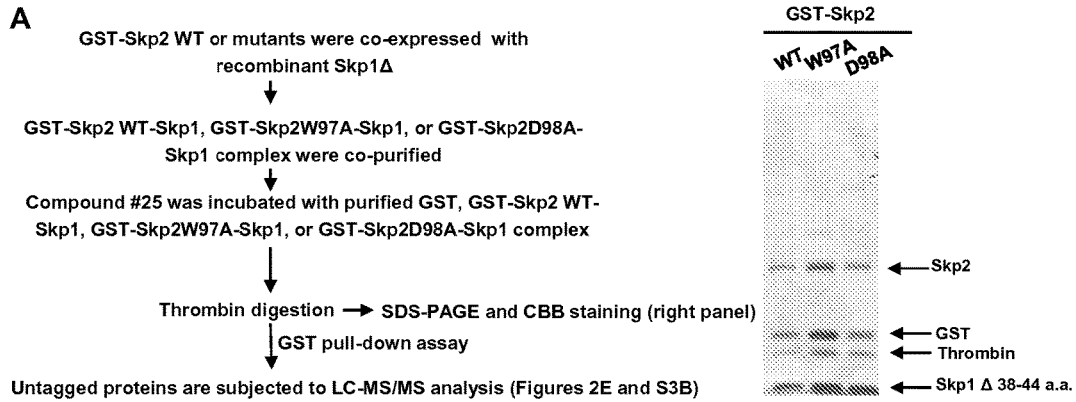 A
GST-Skp2 WT or mutants were co-expressed with
recombinant Skp1Δ
GST-Skp2 WT-Skp1, GST-Skp2W97A-Skp1, or GST-Skp2D98A-
Skp1 complex were co-purified
Compound #25 was incubated with purified GST, GST-Skp2 WT-
Skp1, GST-Skp2W97A-Skp1, or GST-Skp2D98A-Skp1 complex
Thrombin digestion
SDS-PAGE and CBB staining (right panel)
GST pull-down assay
Untagged proteins are subjected to LC-MS/MS analysis (Figures 2E and S3B)
GST-Skp2
WT W97A D98A
Skp2
GST
Thrombin
Skp1 Δ 38-44 a.a.